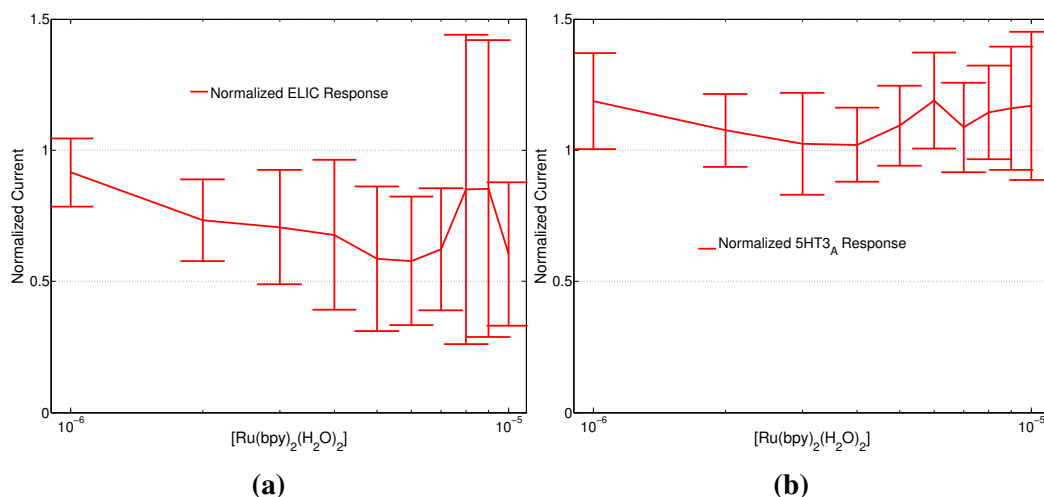 1.5
1
0.5
0
Normalized Current
Normalized ELIC Response
10⁻⁶
10⁻⁵
[Ru(bpy)₂(H₂O)₂]
(a)
1.5
1
0.5
0
Normalized Current
Normalized 5HT3_A Response
10⁻⁶
10⁻⁵
[Ru(bpy)₂(H₂O)₂]
(b)